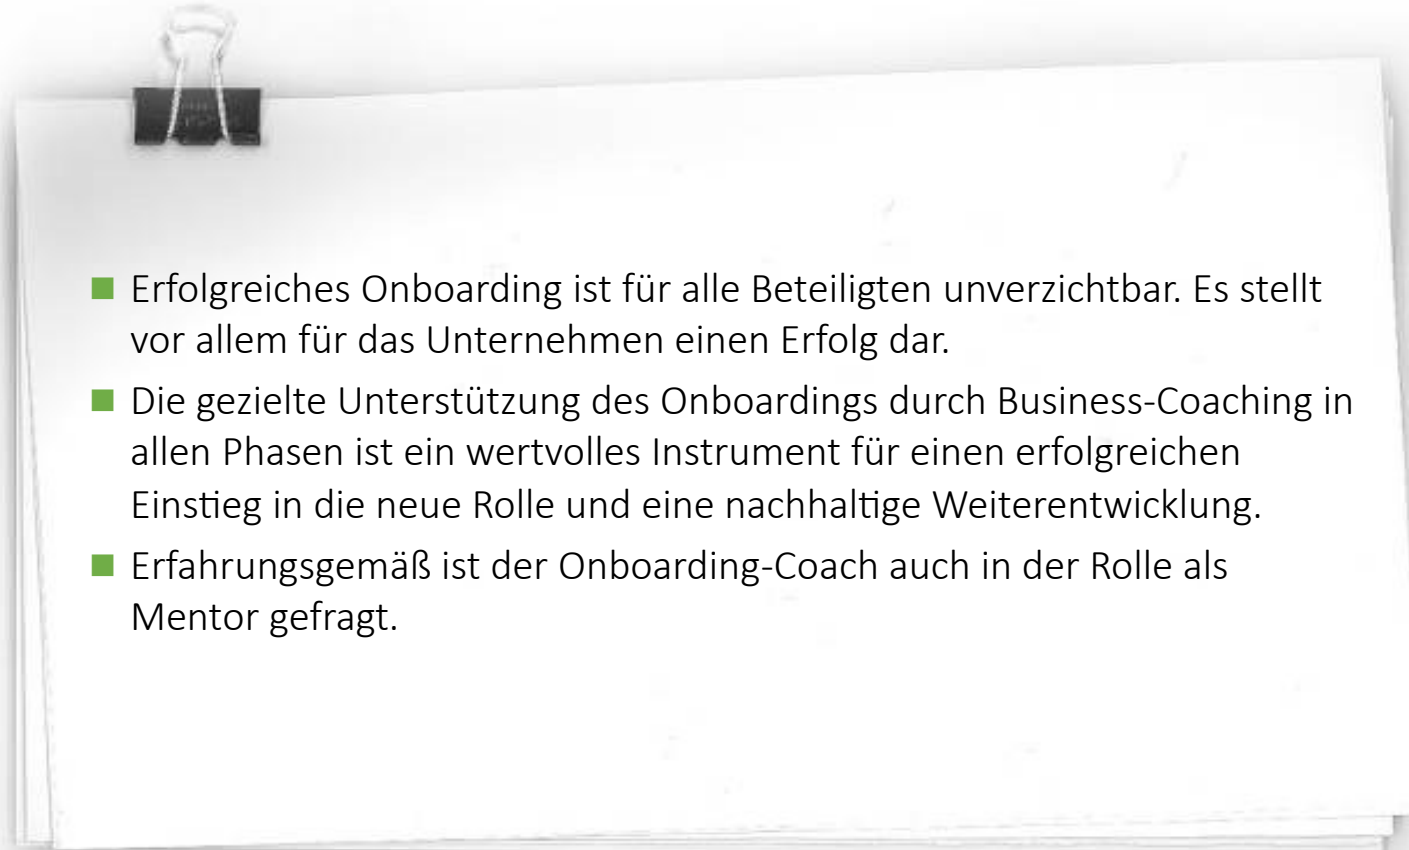 Erfolgreiches Onboarding ist für alle Beteiligten unverzichtbar. Es stellt
vor allem für das Unternehmen einen Erfolg dar.
Die gezielte Unterstützung des Onboardings durch Business-Coaching in
allen Phasen ist ein wertvolles Instrument für einen erfolgreichen
Einstieg in die neue Rolle und eine nachhaltige Weiterentwicklung.
Erfahrungsgemäß ist der Onboarding-Coach auch in der Rolle als
Mentor gefragt.